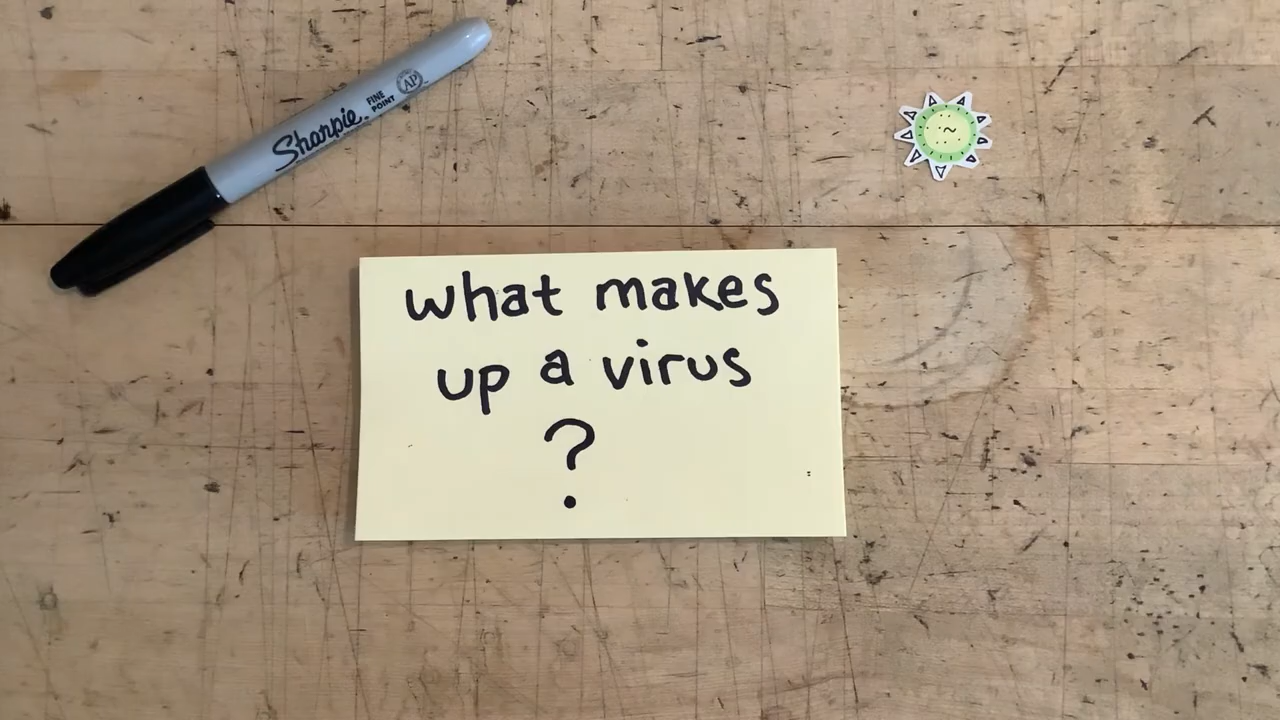 Sharpie.
FINE
POINT
AP
what makes
up a virus
?